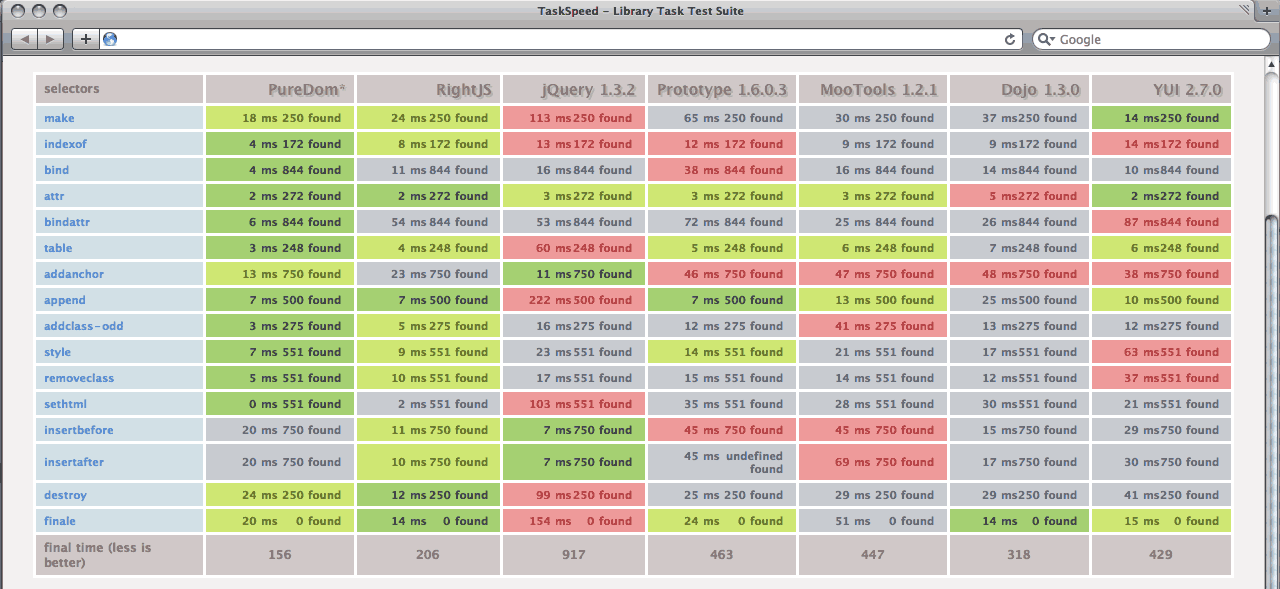 TaskSpeed – Library Task Test Suite
Google
selectors PureDom* RightJS jQuery 1.3.2 Prototype 1.6.0.3 MooTools 1.2.1 Dojo 1.3.0 YUI 2.7.0
make 18 ms 250 found 24 ms 250 found 113 ms 250 found 65 ms 250 found 30 ms 250 found 37 ms 250 found 14 ms 250 found
indexof 4 ms 172 found 8 ms 172 found 13 ms 172 found 12 ms 172 found 9 ms 172 found 9 ms 172 found 14 ms 172 found
bind 4 ms 844 found 11 ms 844 found 16 ms 844 found 38 ms 844 found 16 ms 844 found 14 ms 844 found 10 ms 844 found
attr 2 ms 272 found 2 ms 272 found 3 ms 272 found 3 ms 272 found 3 ms 272 found 5 ms 272 found 2 ms 272 found
bindattr 6 ms 844 found 54 ms 844 found 53 ms 844 found 72 ms 844 found 25 ms 844 found 26 ms 844 found 87 ms 844 found
table 3 ms 248 found 4 ms 248 found 60 ms 248 found 5 ms 248 found 6 ms 248 found 7 ms 248 found 6 ms 248 found
addanchor 13 ms 750 found 23 ms 750 found 11 ms 750 found 46 ms 750 found 47 ms 750 found 48 ms 750 found 38 ms 750 found
append 7 ms 500 found 7 ms 500 found 222 ms 500 found 7 ms 500 found 13 ms 500 found 25 ms 500 found 10 ms 500 found
addclass-odd 3 ms 275 found 5 ms 275 found 16 ms 275 found 12 ms 275 found 41 ms 275 found 13 ms 275 found 12 ms 275 found
style 7 ms 551 found 9 ms 551 found 23 ms 551 found 14 ms 551 found 21 ms 551 found 17 ms 551 found 63 ms 551 found
removeclass 5 ms 551 found 10 ms 551 found 17 ms 551 found 15 ms 551 found 14 ms 551 found 12 ms 551 found 37 ms 551 found
sethtml 0 ms 551 found 2 ms 551 found 103 ms 551 found 35 ms 551 found 28 ms 551 found 30 ms 551 found 21 ms 551 found
insertbefore 20 ms 750 found 11 ms 750 found 7 ms 750 found 45 ms 750 found 45 ms 750 found 15 ms 750 found 29 ms 750 found
insertafter 20 ms 750 found 10 ms 750 found 7 ms 750 found 45 ms undefined 69 ms 750 found 17 ms 750 found 30 ms 750 found
found
destroy 24 ms 250 found 12 ms 250 found 99 ms 250 found 25 ms 250 found 29 ms 250 found 29 ms 250 found 41 ms 250 found
finale 20 ms 0 found 14 ms 0 found 154 ms 0 found 24 ms 0 found 51 ms 0 found 14 ms 0 found 15 ms 0 found
final time (less is
better) 156 206 917 463 447 318 429